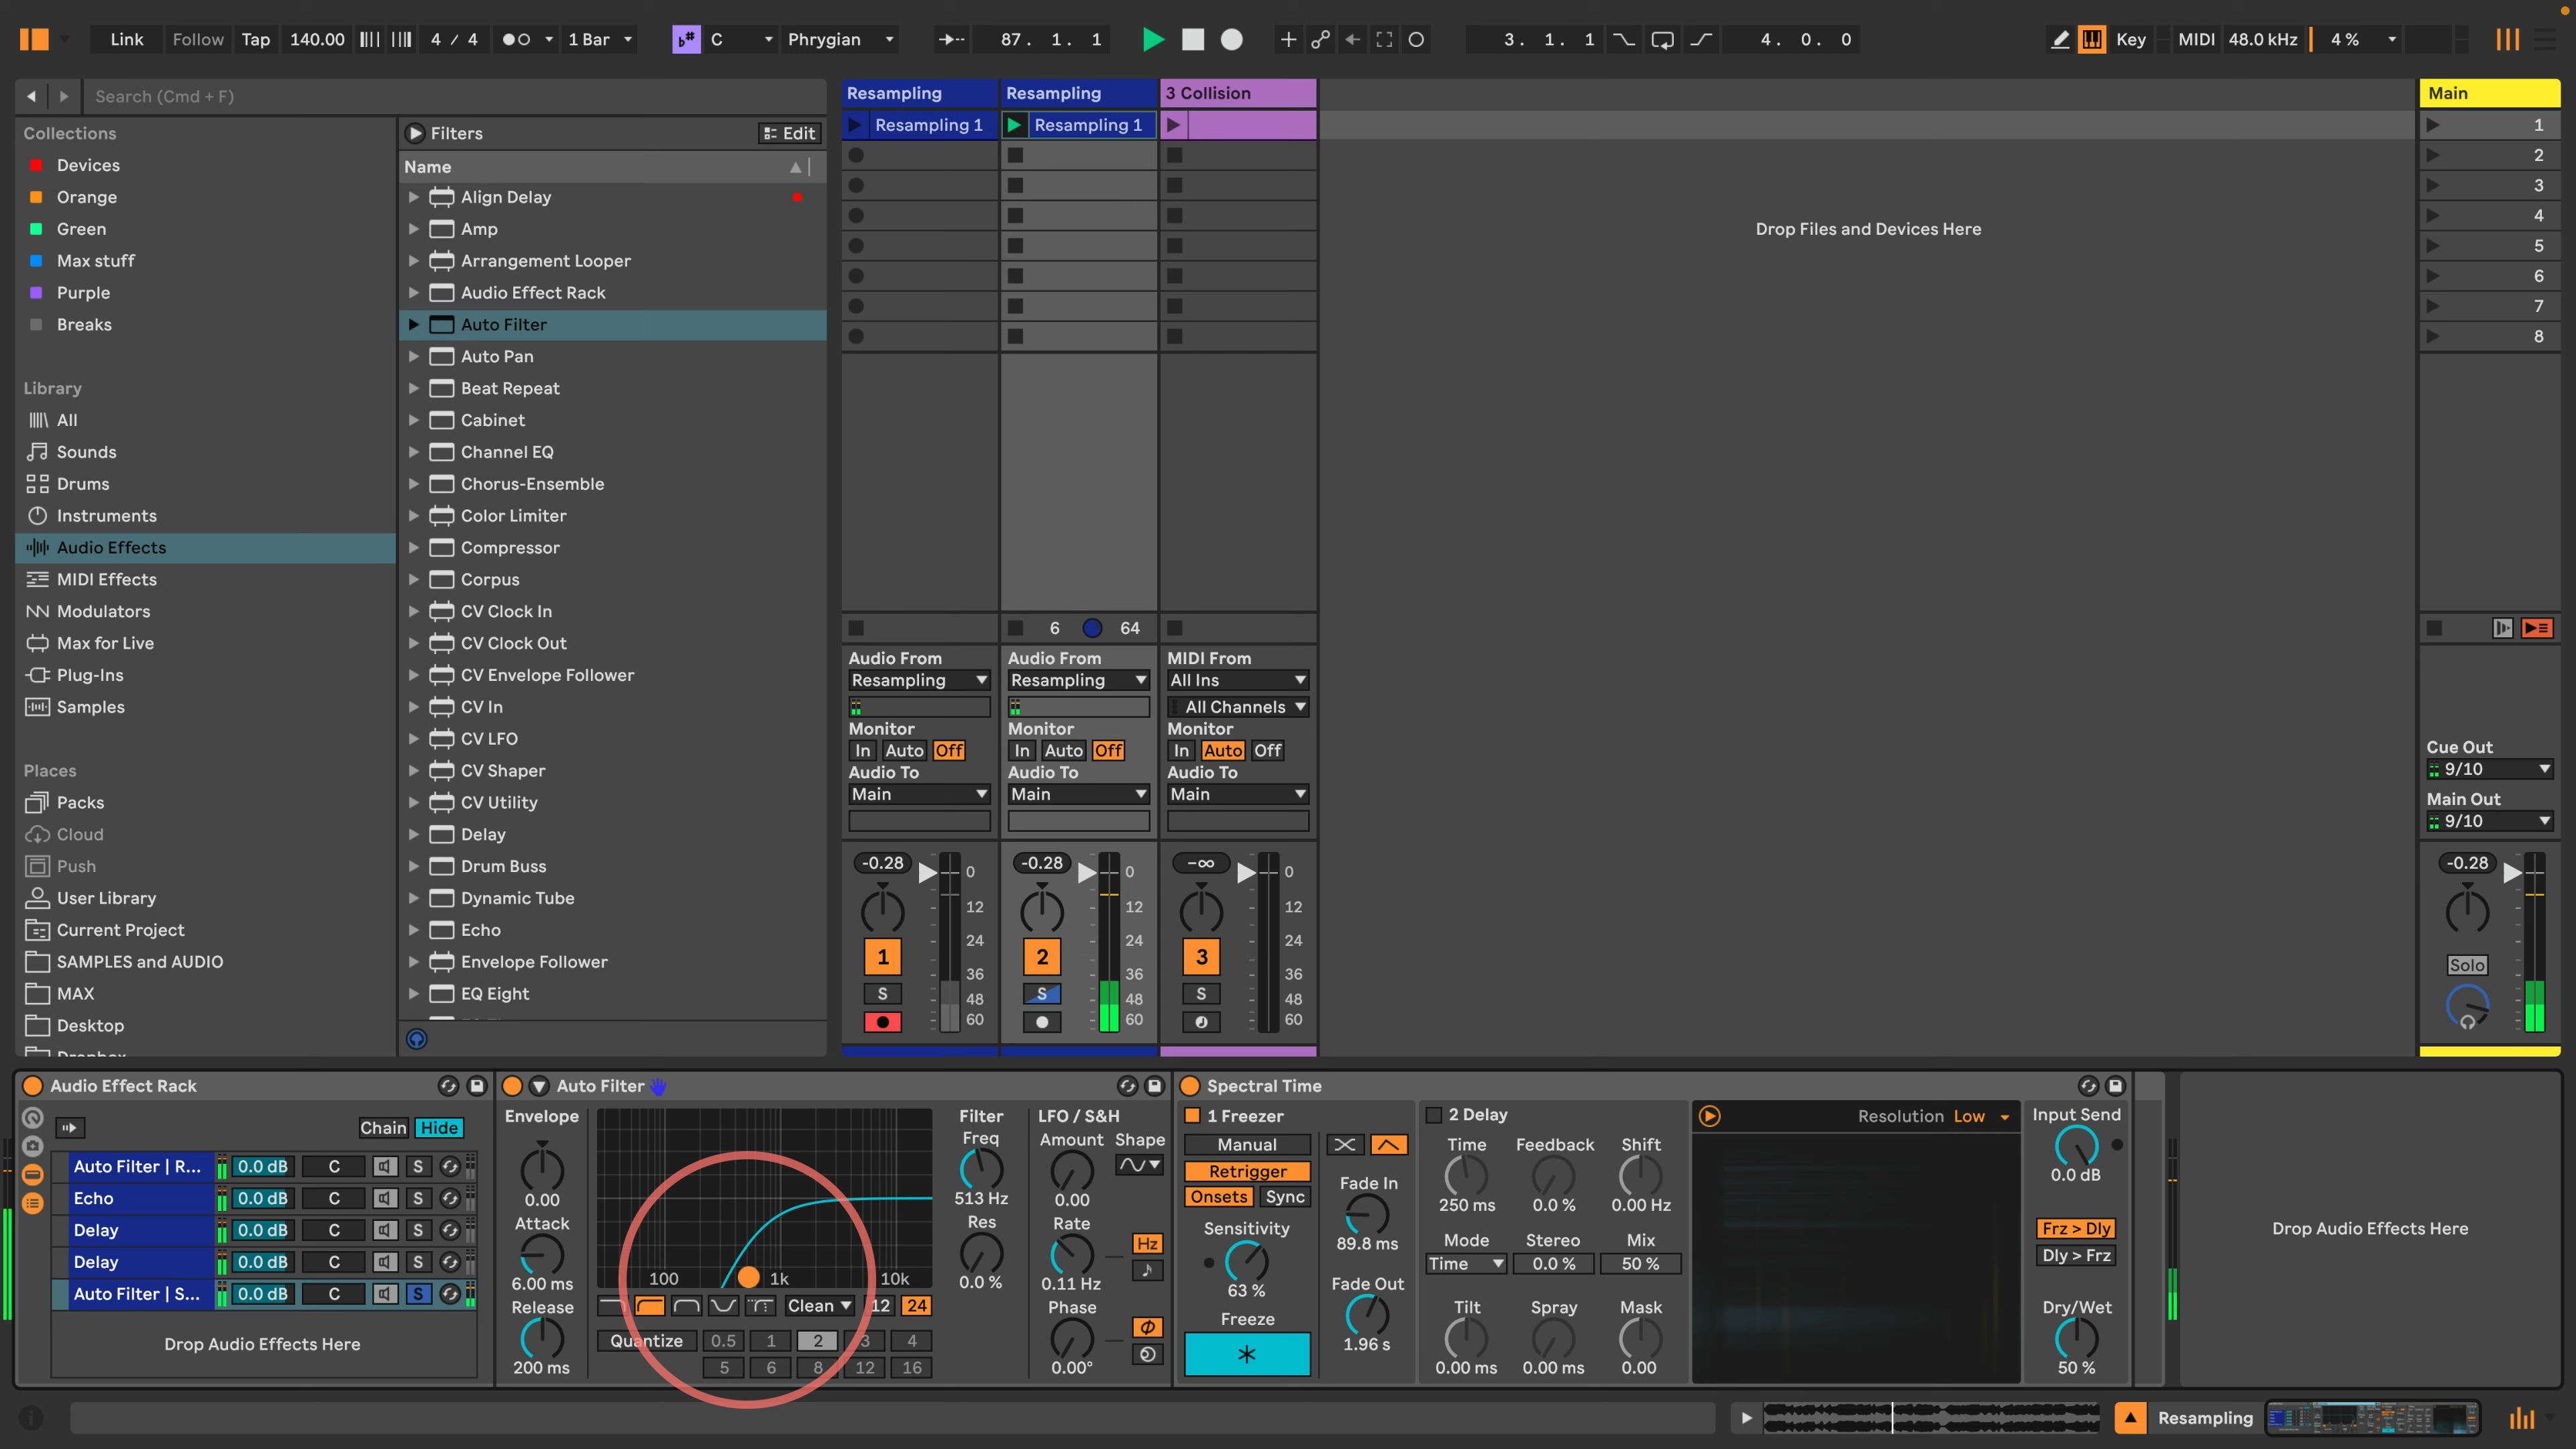 Link Follow Tap 140.00 4 / 4 1 Bar C Phrygian 87. 1. 1 3. 1. 1 4. 0. 0 Key MIDI 48.0 kHz 4 %
Search (Cmd + F)
Collections
Devices
Orange
Green
Max stuff
Purple
Breaks
Library
All
Sounds
Drums
Instruments
Audio Effects
MIDI Effects
Modulators
Max for Live
Plug-Ins
Samples
Places
Packs
Cloud
Push
User Library
Current Project
SAMPLES and AUDIO
MAX
Desktop
Filters Edit
Name
Align Delay
Amp
Arrangement Looper
Audio Effect Rack
Auto Filter
Auto Pan
Beat Repeat
Cabinet
Channel EQ
Chorus-Ensemble
Color Limiter
Compressor
Corpus
CV Clock In
CV Clock Out
CV Envelope Follower
CV In
CV LFO
CV Shaper
CV Utility
Delay
Drum Buss
Dynamic Tube
Echo
Envelope Follower
EQ Eight
Resampling Resampling 3 Collision Main
Resampling 1 Resampling 1 1
2
3
4
5
6
7
8
Drop Files and Devices Here
6 64
Audio From Audio From MIDI From
Resampling Resampling All Ins
All Channels
Monitor Monitor Monitor
In Auto Off In Auto Off In Auto Off
Audio To Audio To Audio To
Main Main Main
Cue Out
9/10
Main Out
9/10
-0.28 0 -0.28 0 -∞ 0 -0.28
12 12 12
24 24 24
1 2 3
36 36 36
S 48 S 48 S 48
60 60 60
Solo
Audio Effect Rack
Chain Hide
Auto Filter | R... 0.0 dB C S
Echo 0.0 dB C S
Delay 0.0 dB C S
Delay 0.0 dB C S
Auto Filter | S... 0.0 dB C S
Drop Audio Effects Here
Auto Filter
Envelope
0.00
Attack
6.00 ms
Release
200 ms
100 1k 10k
Clean 12 24
Quantize 0.5 1 2 3 4
5 6 8 12 16
Filter
Freq
513 Hz
Res
0.0 %
LFO / S&H
Amount Shape
0.00
Rate
Hz
0.11 Hz
Phase
0.00°
Spectral Time
1 Freezer
Manual
Retrigger
Onsets Sync
Sensitivity
63 %
Freeze
Fade In
89.8 ms
Fade Out
1.96 s
2 Delay
Time Feedback Shift
250 ms 0.0 % 0.00 Hz
Mode Stereo Mix
Time 0.0 % 50 %
Tilt Spray Mask
0.00 ms 0.00 ms 0.00
Resolution Low
Input Send
0.0 dB
Frz > Dly
Dly > Frz
Dry/Wet
50 %
Drop Audio Effects Here
Resampling